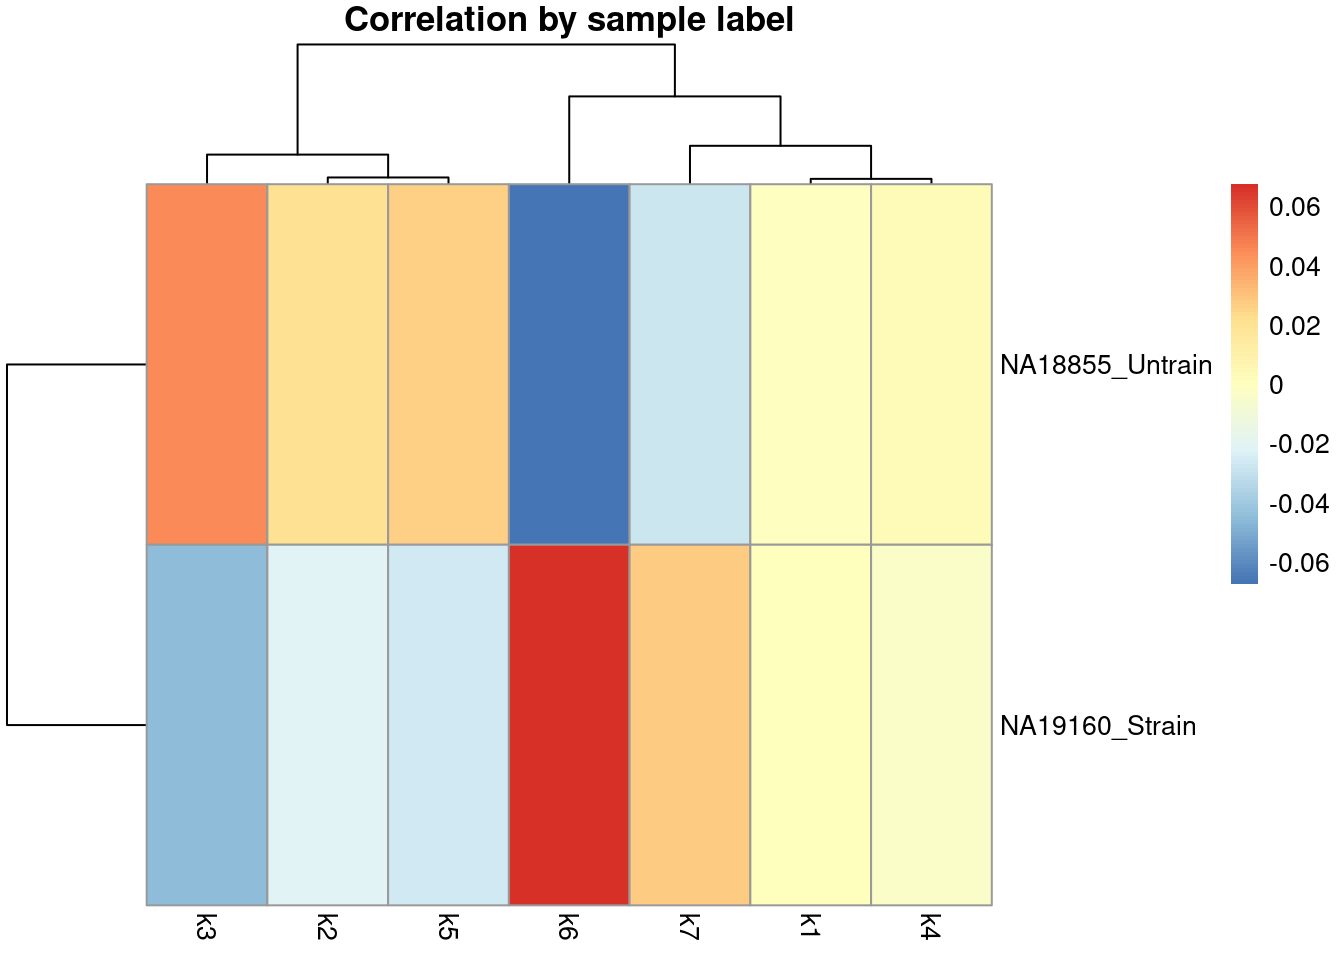 Correlation by sample label
0.06
0.04
0.02
0
-0.02
-0.04
-0.06
NA18855_Untrain
NA19160_Strain
k3
k2
k5
k6
k7
k1
k4